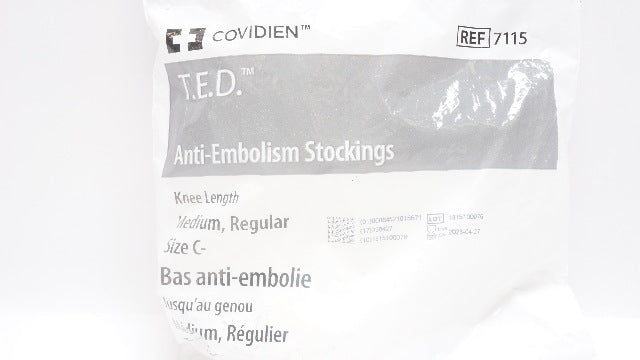 COVIDIEN™
REF 7115
T.E.D.™
Anti-Embolism Stockings
Knee Length
Medium, Regular
Size C-
LOT
Bas anti-embolie
Jusqu'au genou
Médium, Régulier